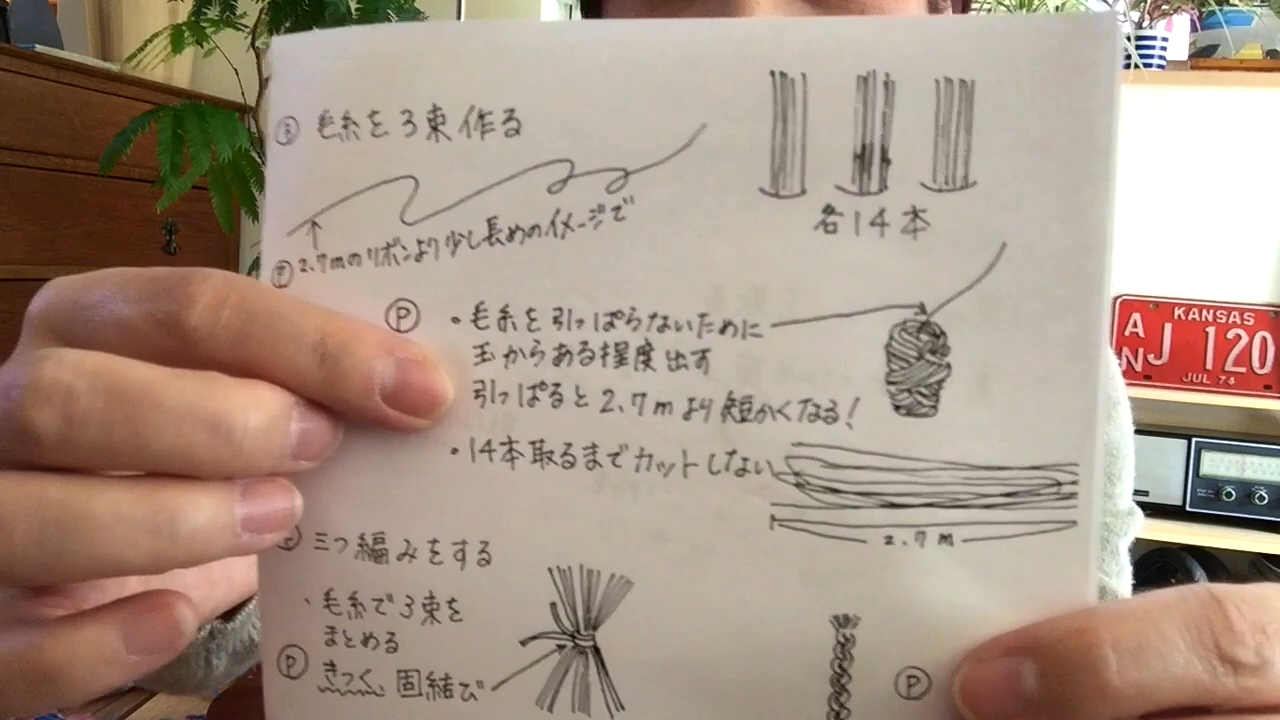 ③ 毛糸を3束作る
各14本
Ⓟ 2.7mのリボンより少し長めのイメージで
Ⓟ ・毛糸を引っぱらないために
玉からある程度出す
引っぱると2.7mより短かくなる!
・14本取るまでカットしない
2.7m
三つ編みをする
・毛糸で3束を
まとめる
Ⓟ きつく、固結び
Ⓟ
KANSAS
AN J 120
JUL 74